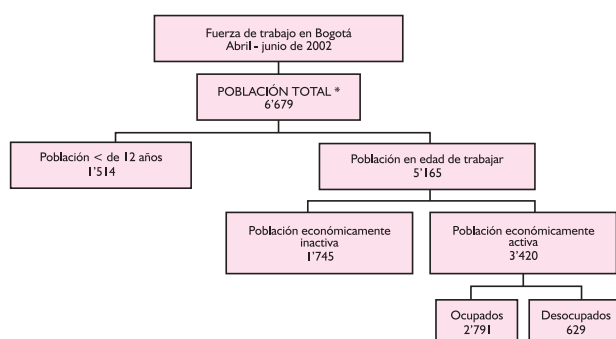 Fuerza de trabajo en Bogotá
Abril - junio de 2002
POBLACIÓN TOTAL *
6'679
Población < de 12 años
1'514
Población en edad de trabajar
5'165
Población económicamente
inactiva
1'745
Población económicamente
activa
3'420
Ocupados
2'791
Desocupados
629